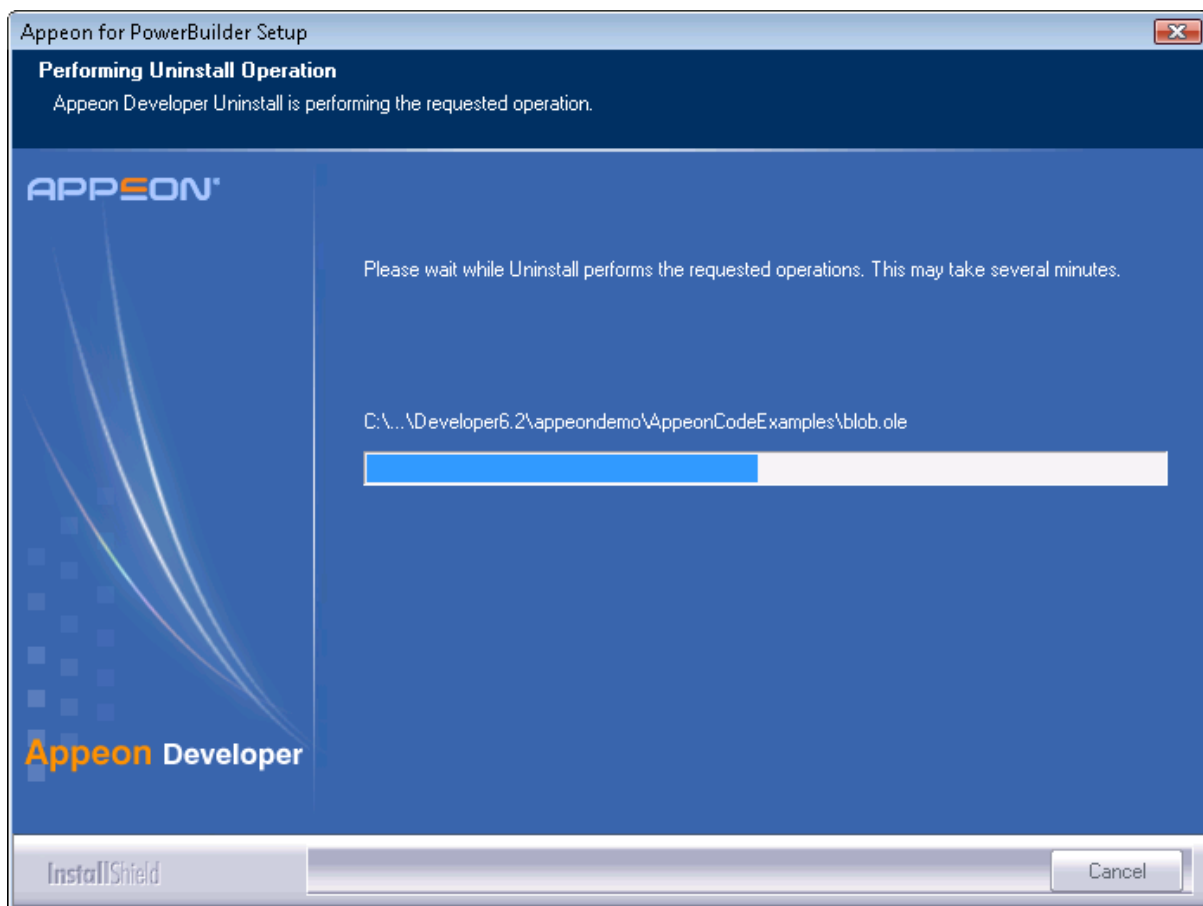 Appeon for PowerBuilder Setup
Performing Uninstall Operation
Appeon Developer Uninstall is performing the requested operation.
APPEON
Please wait while Uninstall performs the requested operations. This may take several minutes.
C:\...\Developer6.2\appeondemo\AppeonCodeExamples\blob.ole
Appeon Developer
InstallShield
Cancel